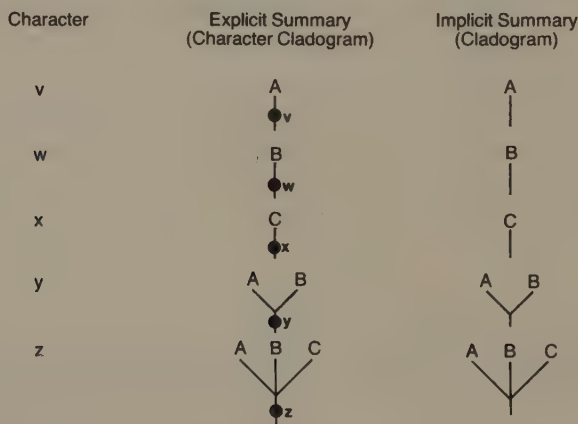 Character Explicit Summary Implicit Summary
(Character Cladogram) (Cladogram)
v A A
v
w B B
w
x C C
x
y A B A B
y
z A B C A B C
z